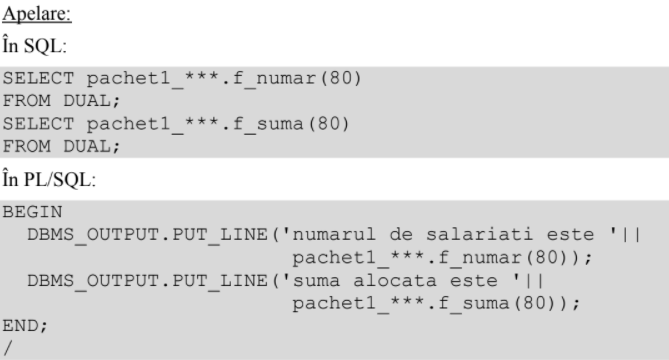 Apelare:
În SQL:
SELECT pachet1_***.f_numar(80)
FROM DUAL;
SELECT pachet1_***.f_suma(80)
FROM DUAL;
În PL/SQL:
BEGIN
  DBMS_OUTPUT.PUT_LINE('numarul de salariati este '||
                       pachet1_***.f_numar(80));
  DBMS_OUTPUT.PUT_LINE('suma alocata este '||
                       pachet1_***.f_suma(80));
END;
/